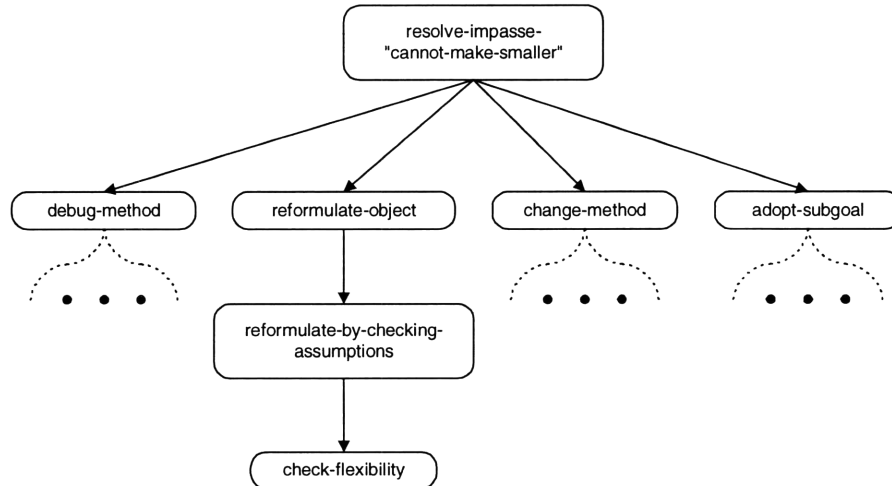 resolve-impasse-
"cannot-make-smaller"
debug-method
reformulate-object
change-method
adopt-subgoal
reformulate-by-checking-
assumptions
check-flexibility